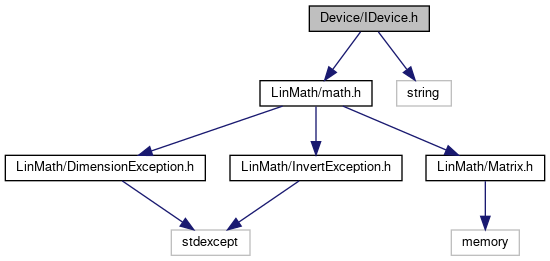 Device/IDevice.h
LinMath/math.h
string
LinMath/DimensionException.h
LinMath/InvertException.h
LinMath/Matrix.h
stdexcept
memory